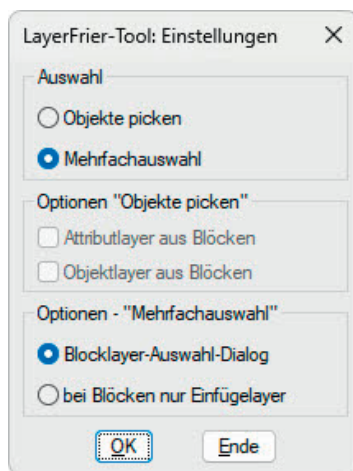 LayerFrier-Tool: Einstellungen
Auswahl
Objekte picken
Mehrfachauswahl
Optionen "Objekte picken"
Attributlayer aus Blöcken
Objektlayer aus Blöcken
Optionen - "Mehrfachauswahl"
Blocklayer-Auswahl-Dialog
bei Blöcken nur Einfügelayer
OK
Ende